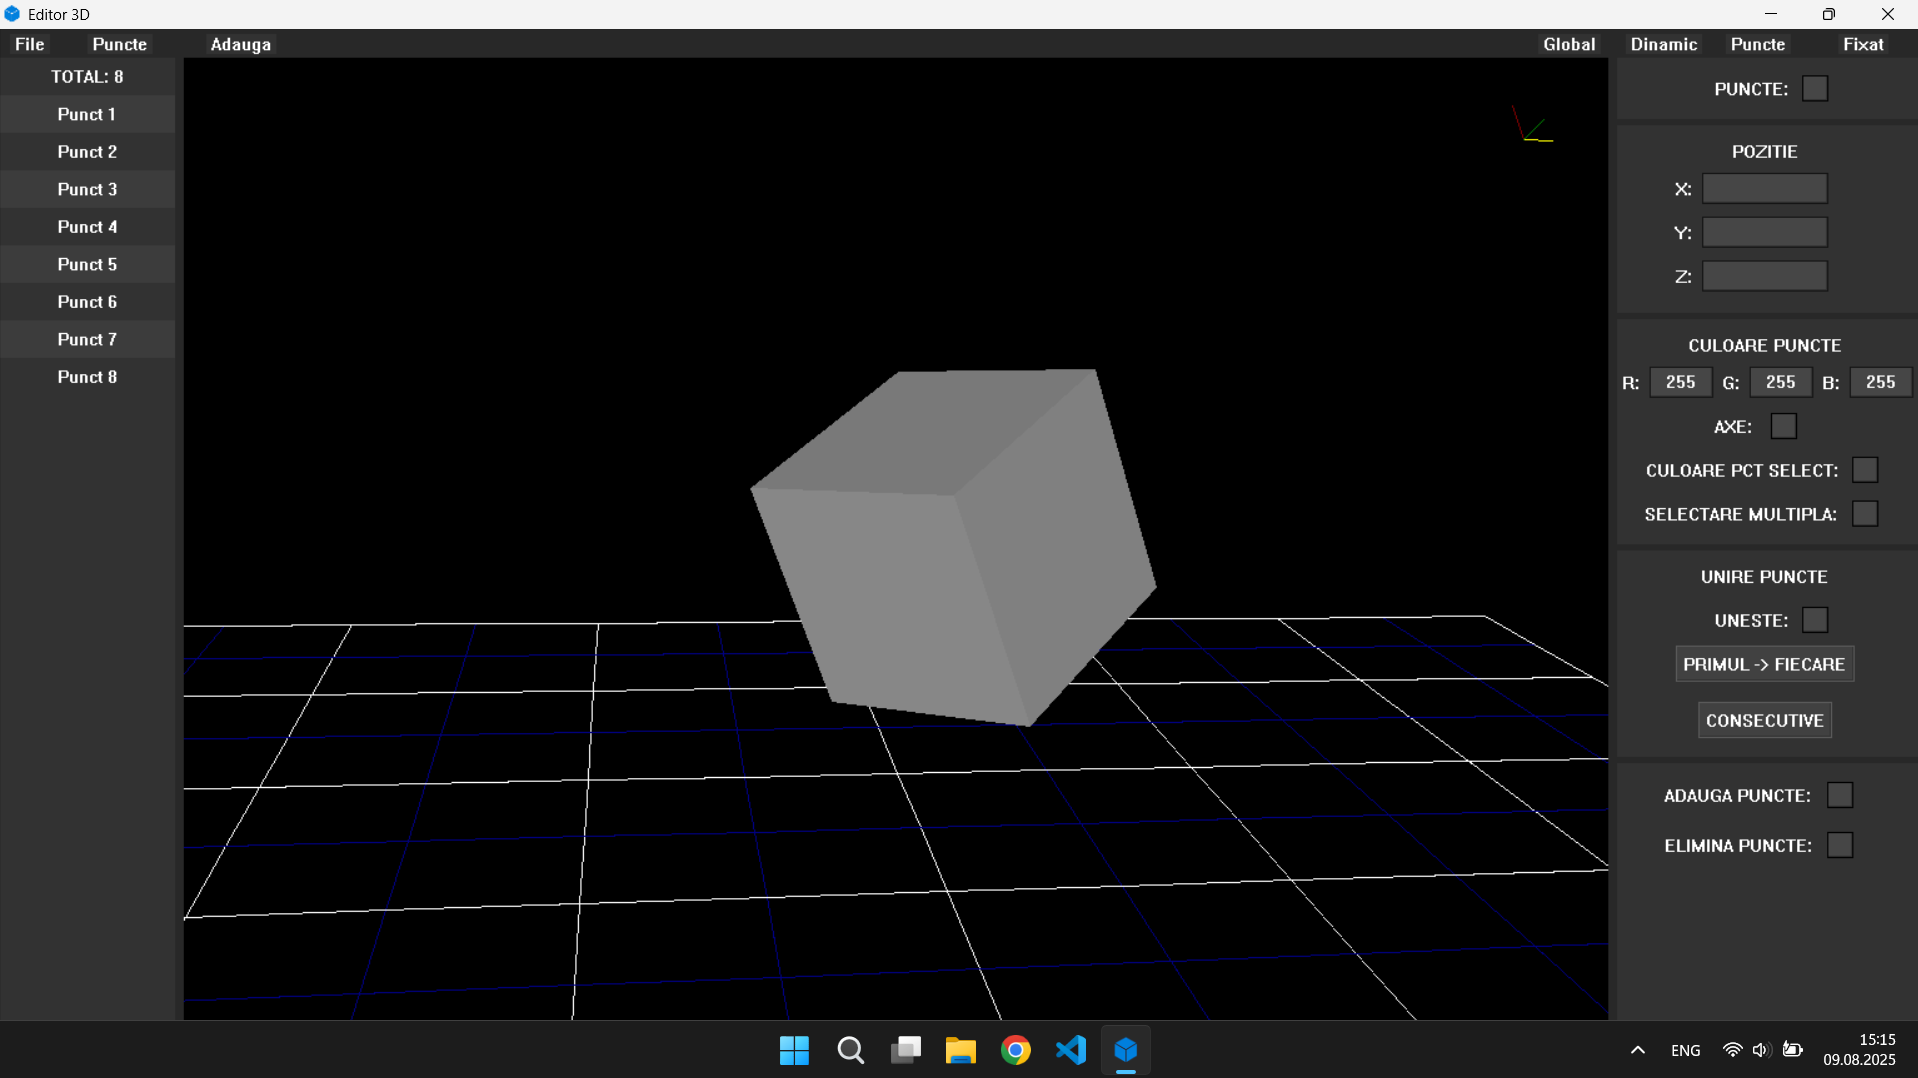 Editor 3D
File Puncte Adauga Global Dinamic Puncte Fixat
TOTAL: 8
Punct 1
Punct 2
Punct 3
Punct 4
Punct 5
Punct 6
Punct 7
Punct 8
PUNCTE:
POZITIE
X:
Y:
Z:
CULOARE PUNCTE
R: 255 G: 255 B: 255
AXE:
CULOARE PCT SELECT:
SELECTARE MULTIPLA:
UNIRE PUNCTE
UNESTE:
PRIMUL -> FIECARE
CONSECUTIVE
ADAUGA PUNCTE:
ELIMINA PUNCTE:
ENG
15:15
09.08.2025